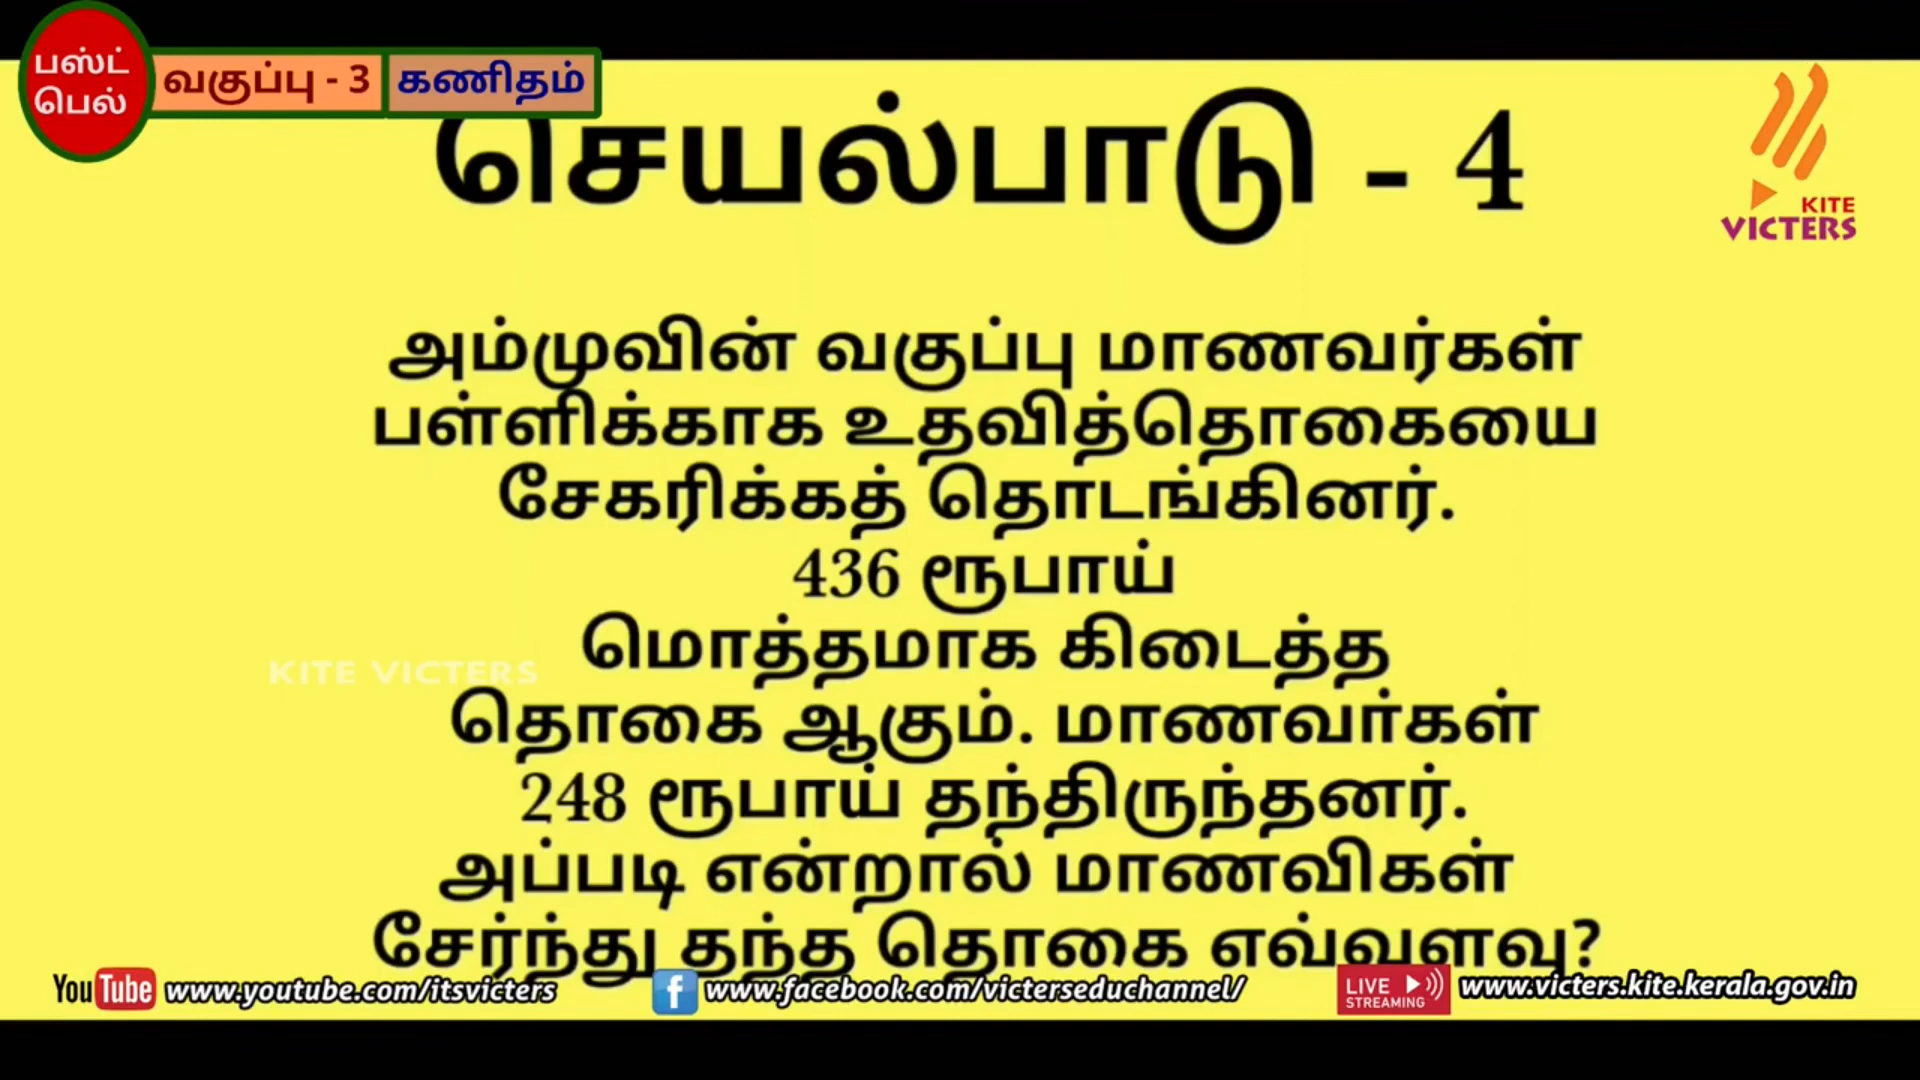 பஸ்ட்
பெல்
வகுப்பு - 3
கணிதம்
செயல்பாடு - 4
KITE
VICTERS
அம்முவின் வகுப்பு மாணவர்கள்
பள்ளிக்காக உதவித்தொகையை
சேகரிக்கத் தொடங்கினர்.
436 ரூபாய்
மொத்தமாக கிடைத்த
KITE VICTERS
தொகை ஆகும். மாணவர்கள்
248 ரூபாய் தந்திருந்தனர்.
அப்படி என்றால் மாணவிகள்
சேர்ந்து தந்த தொகை எவ்வளவு?
YouTube www.youtube.com/itsvicters
f www.facebook.com/victerseduchannel/
LIVE STREAMING www.victers.kite.kerala.gov.in